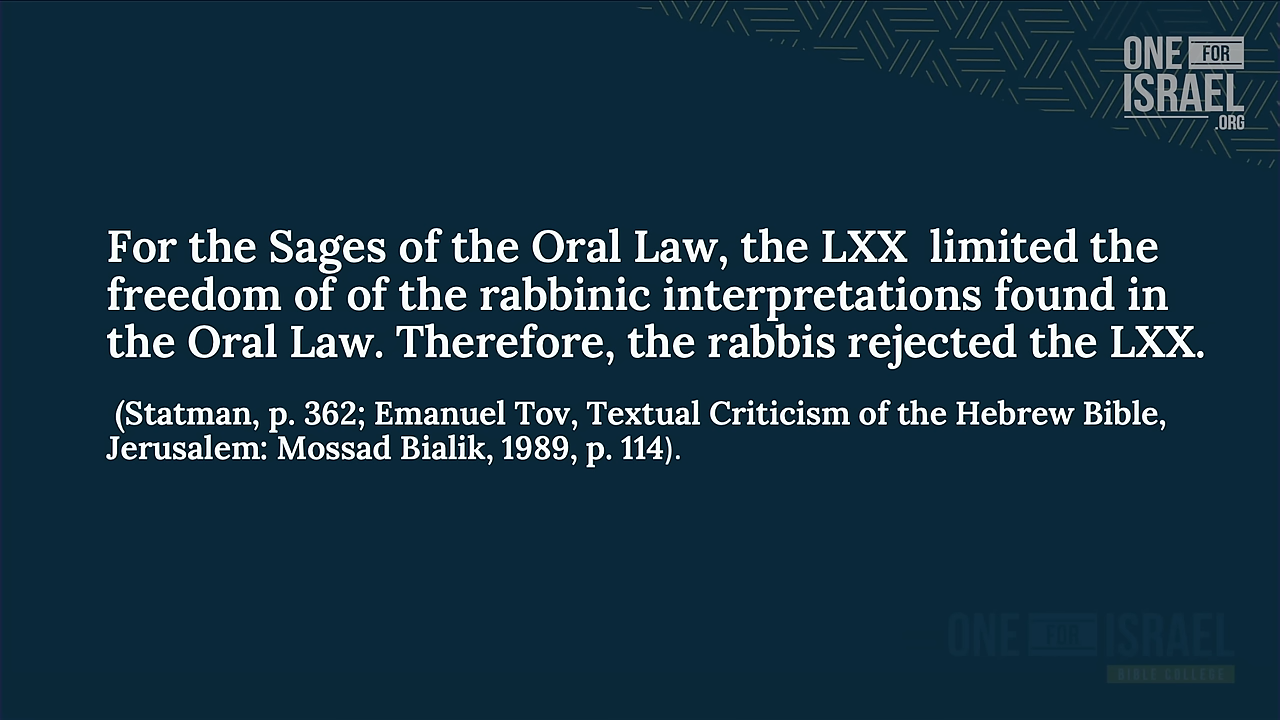 ONE FOR
ISRAEL
.ORG
For the Sages of the Oral Law, the LXX  limited the
freedom of of the rabbinic interpretations found in
the Oral Law. Therefore, the rabbis rejected the LXX.
(Statman, p. 362; Emanuel Tov, Textual Criticism of the Hebrew Bible,
Jerusalem: Mossad Bialik, 1989, p. 114).
ONE FOR ISRAEL
BIBLE COLLEGE